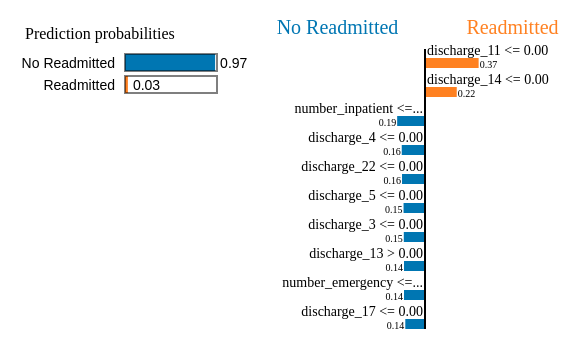 Prediction probabilities
No Readmitted 0.97
Readmitted 0.03
No Readmitted Readmitted
discharge_11 <= 0.00
0.37
discharge_14 <= 0.00
0.22
number_inpatient <=...
0.19
discharge_4 <= 0.00
0.16
discharge_22 <= 0.00
0.16
discharge_5 <= 0.00
0.15
discharge_3 <= 0.00
0.15
discharge_13 > 0.00
0.14
number_emergency <=...
0.14
discharge_17 <= 0.00
0.14